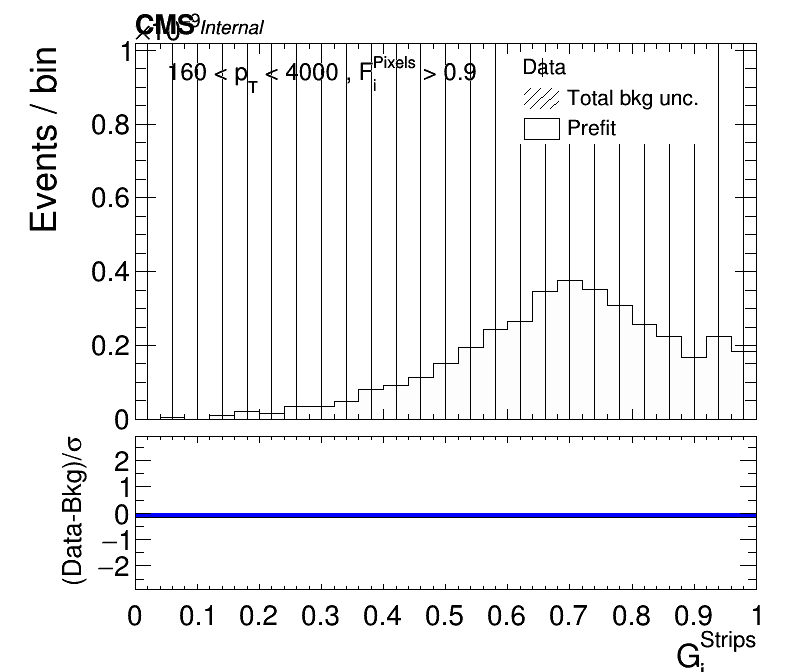 CMS Internal
×10⁻⁹
Events / bin
160 < p_T < 4000 , F_i^Pixels > 0.9
Data
Total bkg unc.
Prefit
1
0.8
0.6
0.4
0.2
0
(Data-Bkg)/σ
2
1
0
−1
−2
0 0.1 0.2 0.3 0.4 0.5 0.6 0.7 0.8 0.9 1
G_i^Strips